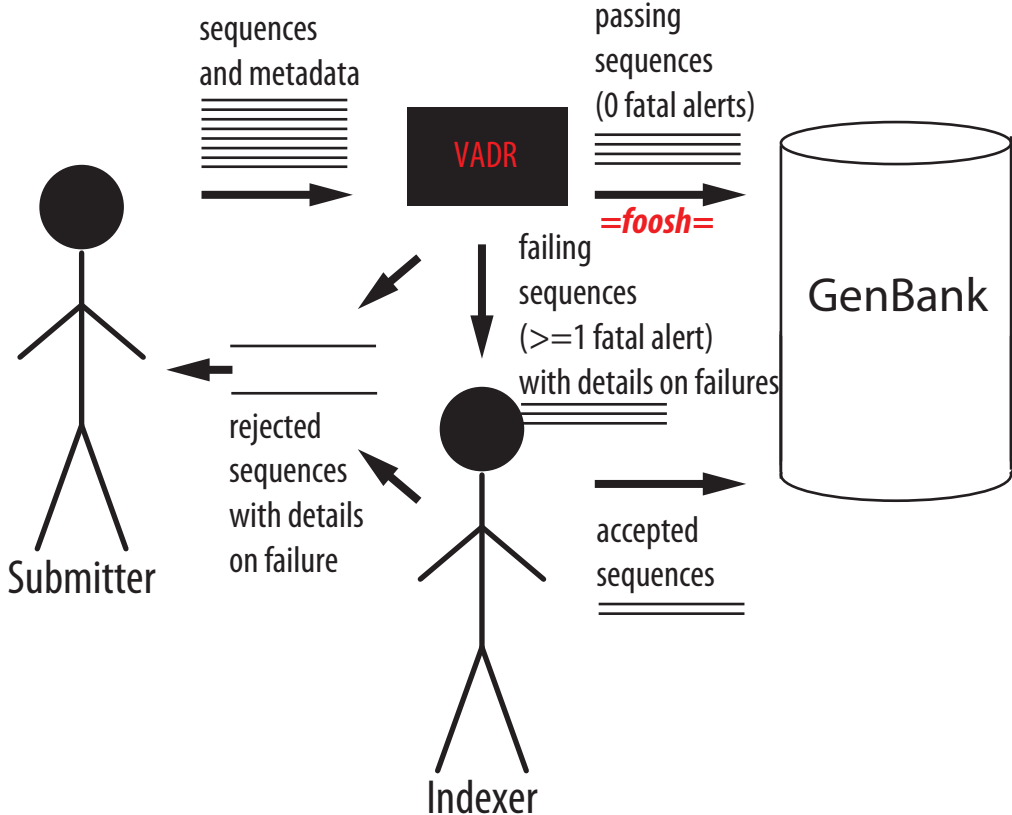 sequences
and metadata
passing
sequences
(0 fatal alerts)
VADR
=foosh=
failing
sequences
(>=1 fatal alert)
with details on failures
GenBank
rejected
sequences
with details
on failure
accepted
sequences
Submitter
Indexer